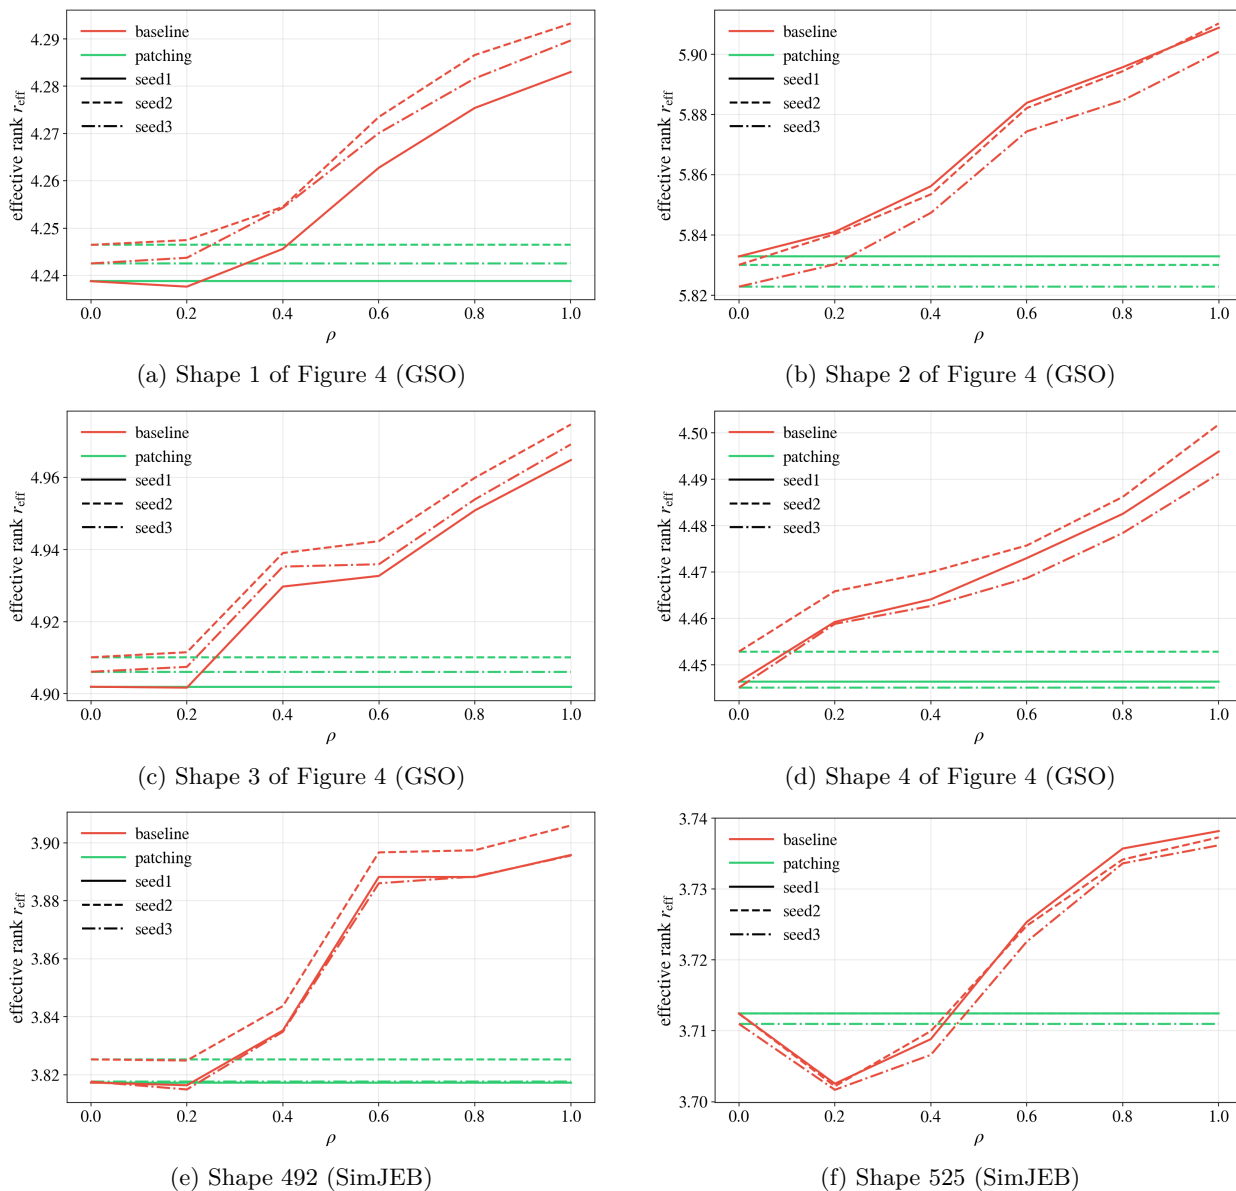 4.29
4.28
4.27
4.26
4.25
4.24
effective rank r_eff
baseline
patching
seed1
seed2
seed3
0.0 0.2 0.4 0.6 0.8 1.0
ρ
(a) Shape 1 of Figure 4 (GSO)
5.90
5.88
5.86
5.84
5.82
effective rank r_eff
baseline
patching
seed1
seed2
seed3
0.0 0.2 0.4 0.6 0.8 1.0
ρ
(b) Shape 2 of Figure 4 (GSO)
4.96
4.94
4.92
4.90
effective rank r_eff
baseline
patching
seed1
seed2
seed3
0.0 0.2 0.4 0.6 0.8 1.0
ρ
(c) Shape 3 of Figure 4 (GSO)
4.50
4.49
4.48
4.47
4.46
4.45
effective rank r_eff
baseline
patching
seed1
seed2
seed3
0.0 0.2 0.4 0.6 0.8 1.0
ρ
(d) Shape 4 of Figure 4 (GSO)
3.90
3.88
3.86
3.84
3.82
effective rank r_eff
baseline
patching
seed1
seed2
seed3
0.0 0.2 0.4 0.6 0.8 1.0
ρ
(e) Shape 492 (SimJEB)
3.74
3.73
3.72
3.71
3.70
effective rank r_eff
baseline
patching
seed1
seed2
seed3
0.0 0.2 0.4 0.6 0.8 1.0
ρ
(f) Shape 525 (SimJEB)